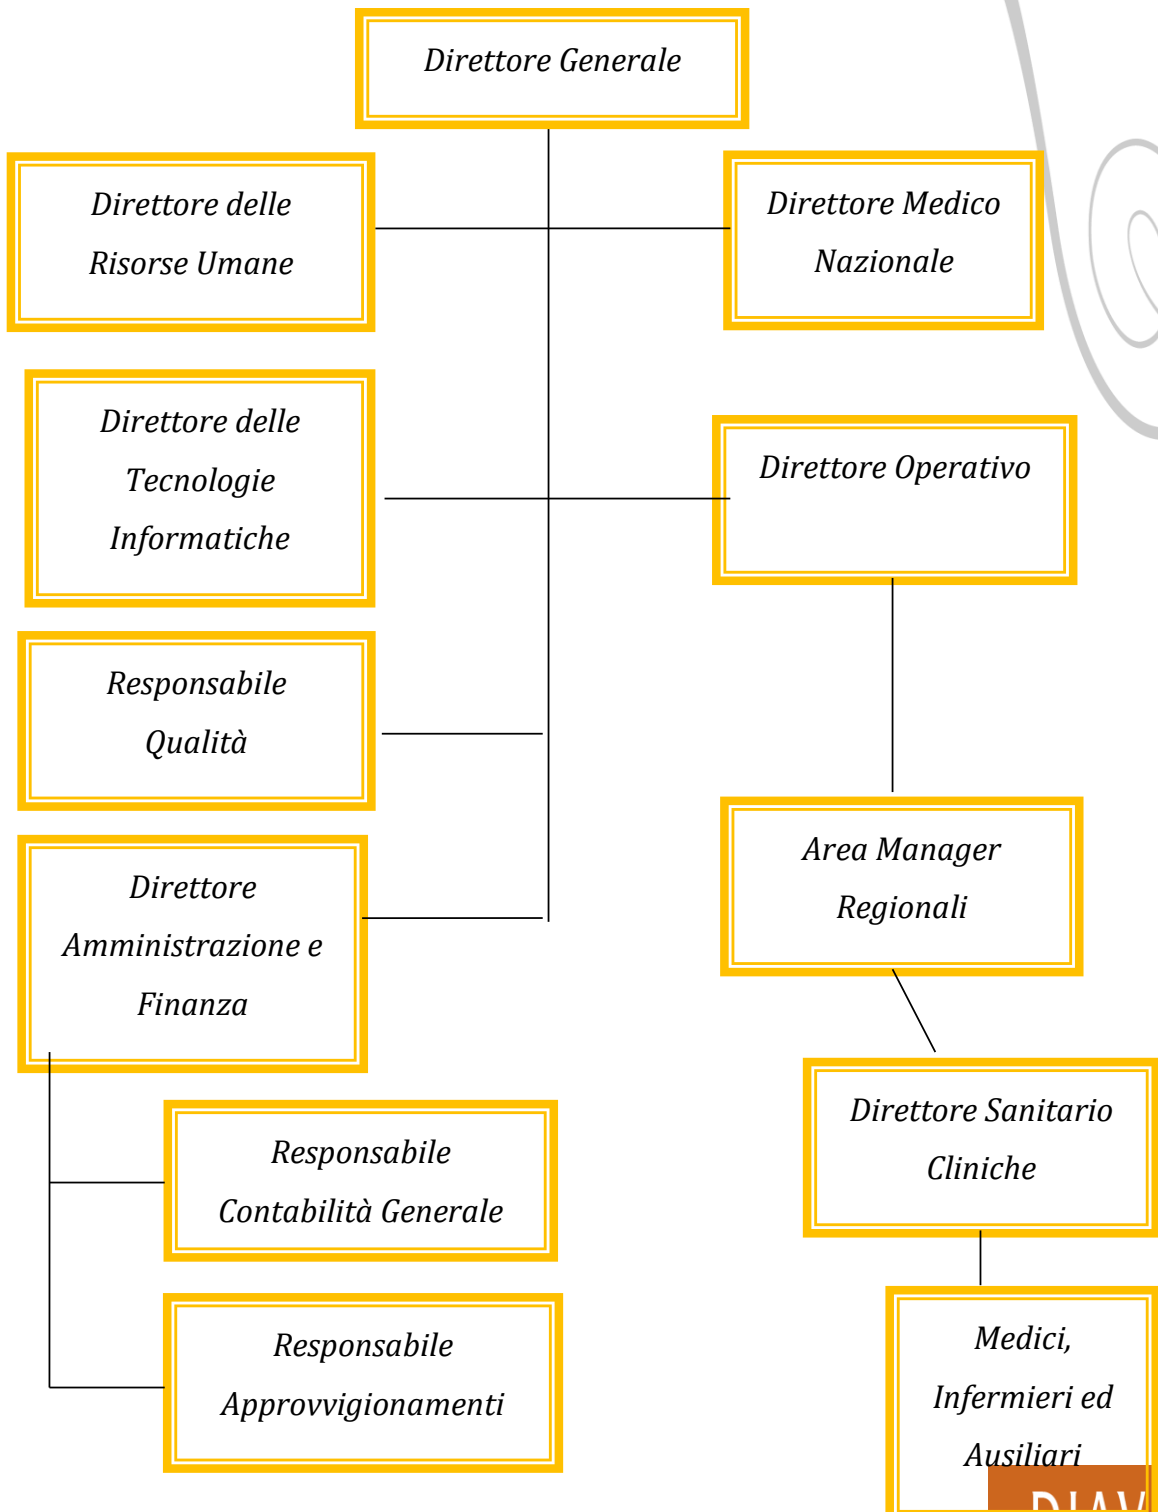 Direttore Generale
Direttore delle
Risorse Umane
Direttore Medico
Nazionale
Direttore delle
Tecnologie
Informatiche
Direttore Operativo
Responsabile
Qualità
Area Manager
Regionali
Direttore
Amministrazione e
Finanza
Direttore Sanitario
Cliniche
Responsabile
Contabilità Generale
Responsabile
Approvvigionamenti
Medici,
Infermieri ed
Ausiliari